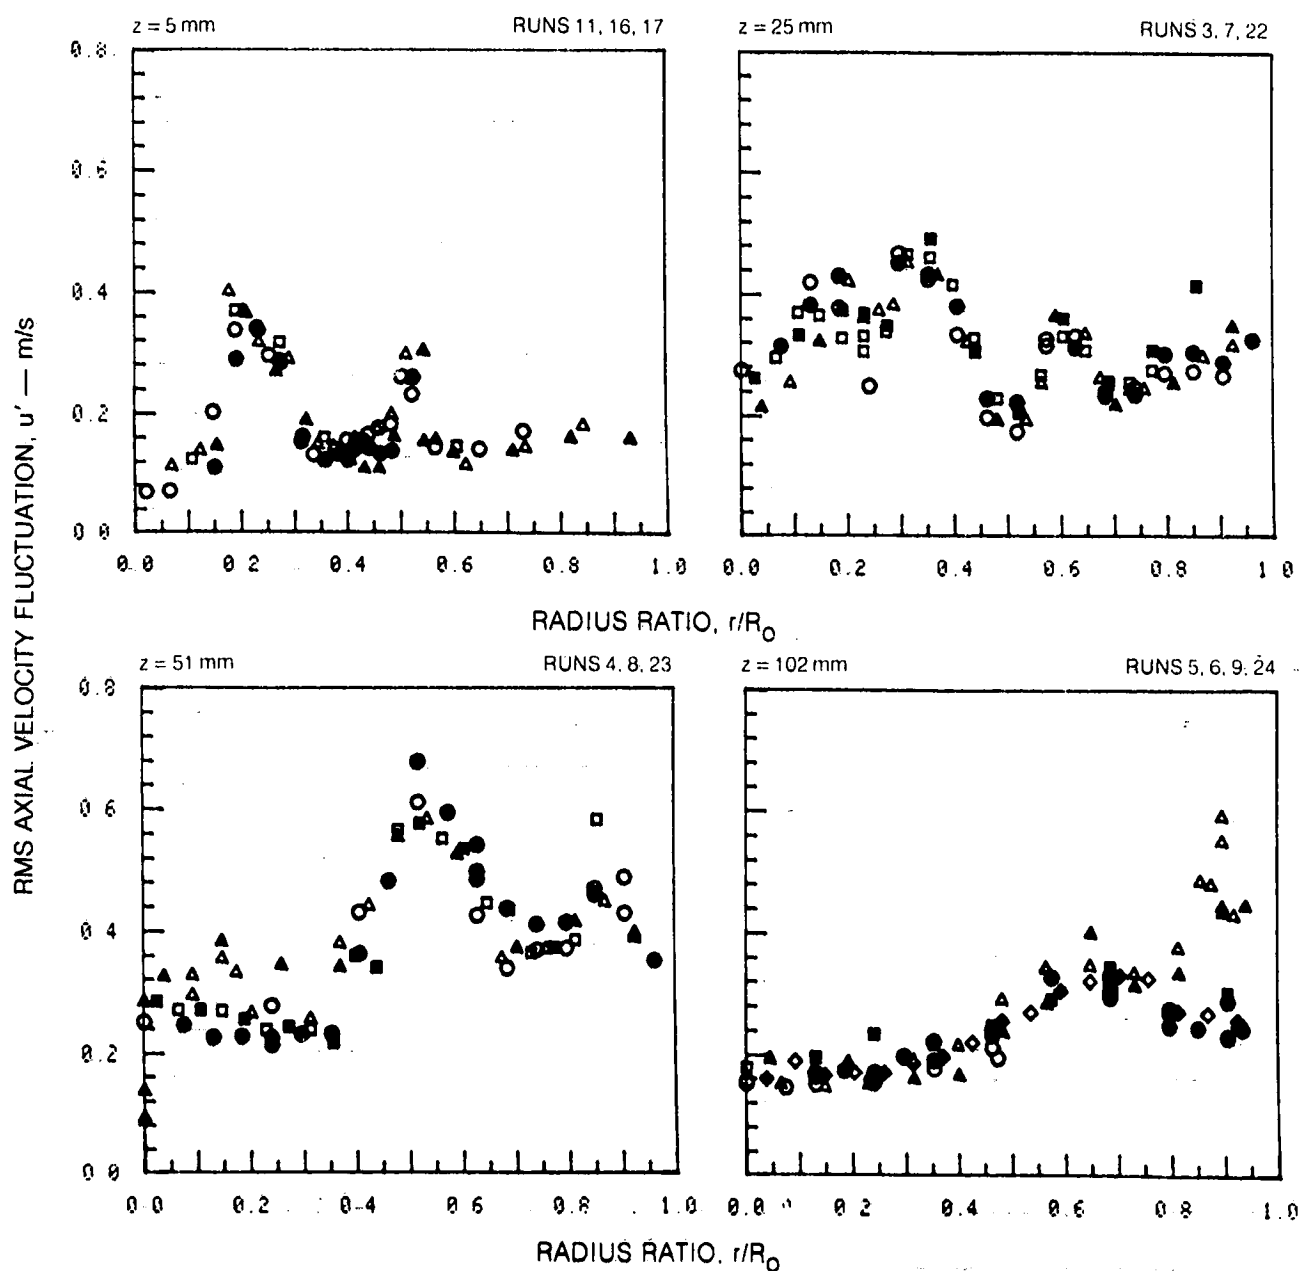 z = 5 mm RUNS 11, 16, 17
z = 25 mm RUNS 3, 7, 22
0.8
0.6
0.4
0.2
0.0
0.0 0.2 0.4 0.6 0.8 1.0
0.0 0.2 0.4 0.6 0.8 1.0
RADIUS RATIO, r/Ro
RMS AXIAL VELOCITY FLUCTUATION, u' — m/s
z = 51 mm RUNS 4, 8, 23
z = 102 mm RUNS 5, 6, 9, 24
0.8
0.6
0.4
0.2
0.0
0.0 0.2 0.4 0.6 0.8 1.0
0.0 0.2 0.4 0.6 0.8 1.0
RADIUS RATIO, r/Ro